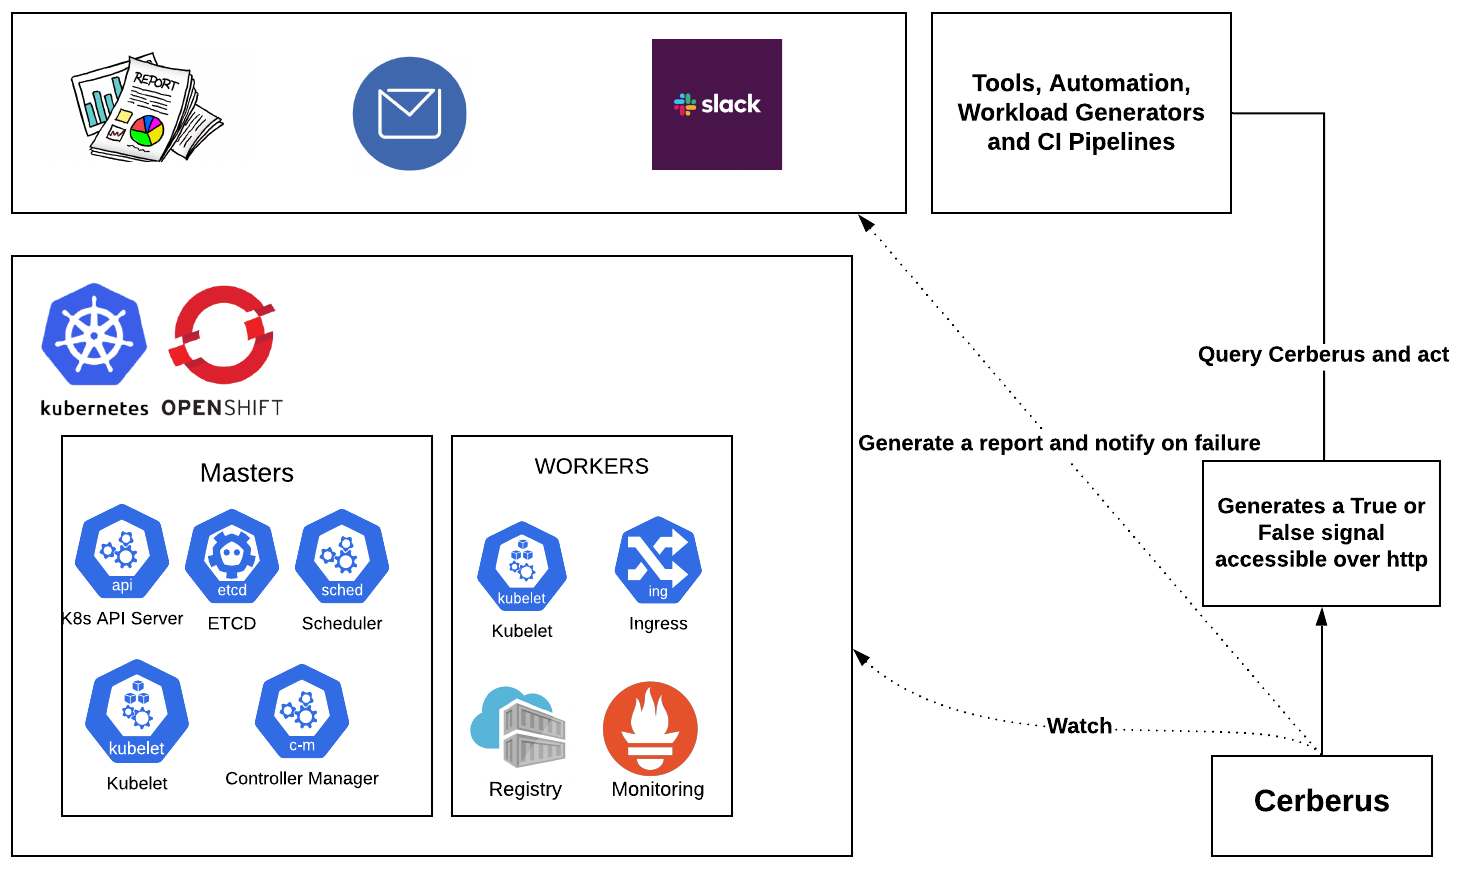 REPORT
slack
Tools, Automation,
Workload Generators
and CI Pipelines
kubernetes
OPENSHIFT
Query Cerberus and act
Generate a report and notify on failure
Masters
WORKERS
Generates a True or
False signal
accessible over http
api
etcd
sched
kubelet
ing
K8s API Server
ETCD
Scheduler
Kubelet
Ingress
kubelet
c-m
Kubelet
Controller Manager
Registry
Monitoring
Watch
Cerberus